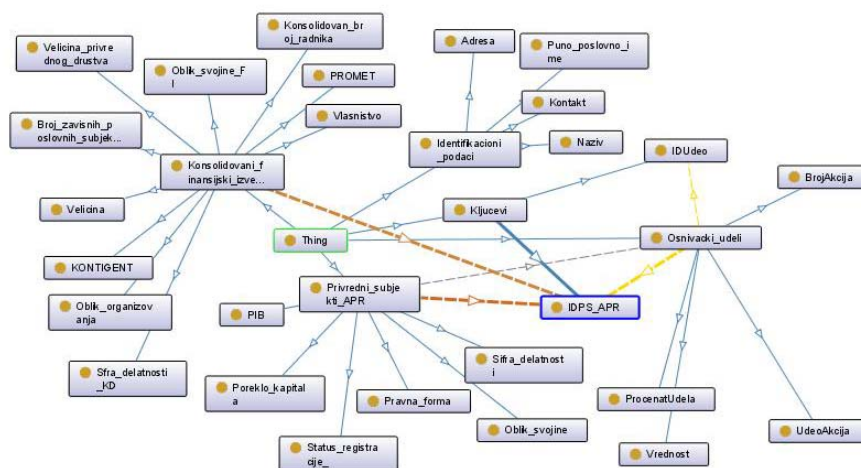 Konsolidovan_br
oj_radnika
Velicina_privre
dnog_drustva
Oblik_svojine_FI
PROMET
Vlasnistvo
Broj_zavisnih_p
oslovnih_subjek...
Konsolidovani_f
inansijski_izve...
Velicina
KONTIGENT
Oblik_organizov
anja
Sfra_delatnosti
_KD
Adresa
Puno_poslovno_i
me
Kontakt
Identifikacioni
_podaci
Naziv
IDUdeo
BrojAkcija
Kljucevi
Thing
Osnivacki_udeli
Privredni_subje
kti_APR
PIB
IDPS_APR
Poreklo_kapital
a
Pravna_forma
Sifra_delatnost
i
Status_registra
cije_
Oblik_svojine
ProcenatUdela
Vrednost
UdeoAkcija